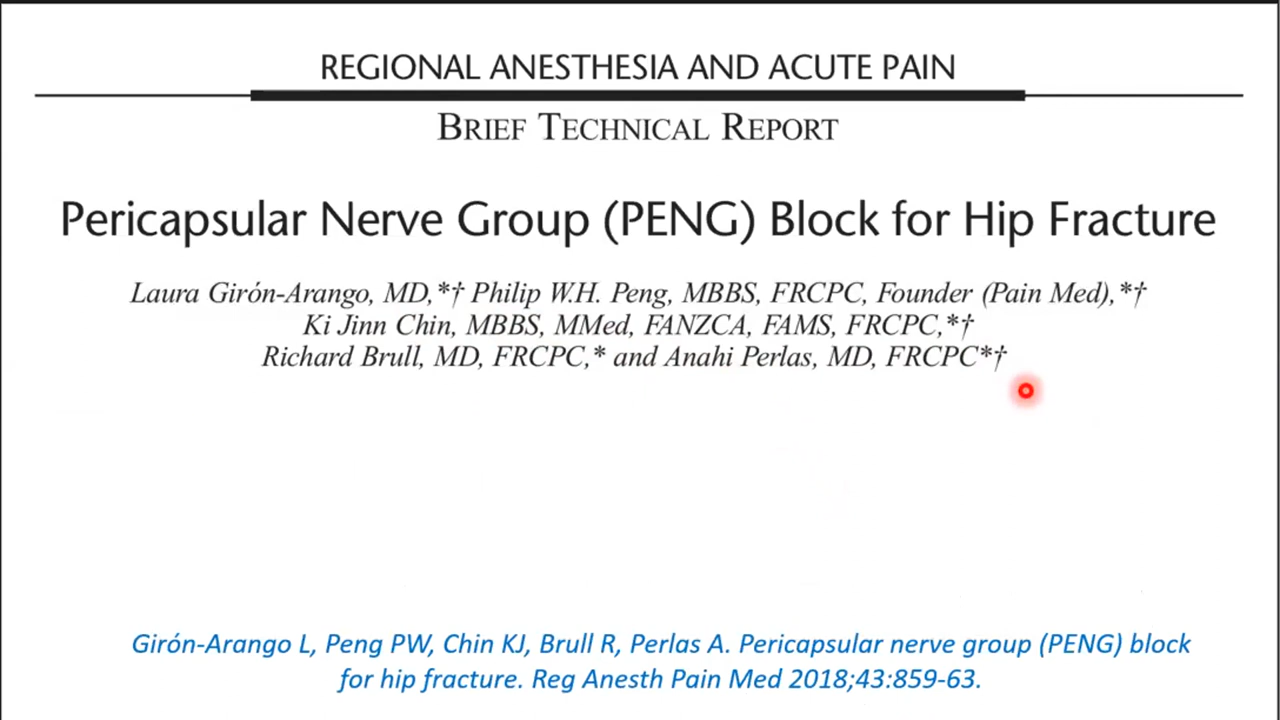 REGIONAL ANESTHESIA AND ACUTE PAIN
BRIEF TECHNICAL REPORT
Pericapsular Nerve Group (PENG) Block for Hip Fracture
Laura Girón-Arango, MD,*† Philip W.H. Peng, MBBS, FRCPC, Founder (Pain Med),*†
Ki Jinn Chin, MBBS, MMed, FANZCA, FAMS, FRCPC,*†
Richard Brull, MD, FRCPC,* and Anahi Perlas, MD, FRCPC*†
Girón-Arango L, Peng PW, Chin KJ, Brull R, Perlas A. Pericapsular nerve group (PENG) block
for hip fracture. Reg Anesth Pain Med 2018;43:859-63.